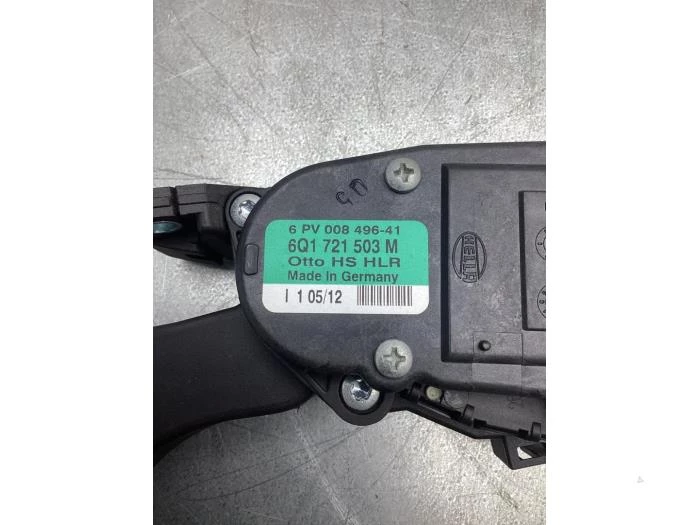 6 PV 008 496-41
6Q1 721 503 M
Otto HS HLR
Made in Germany
I 1 05/12
HELLA